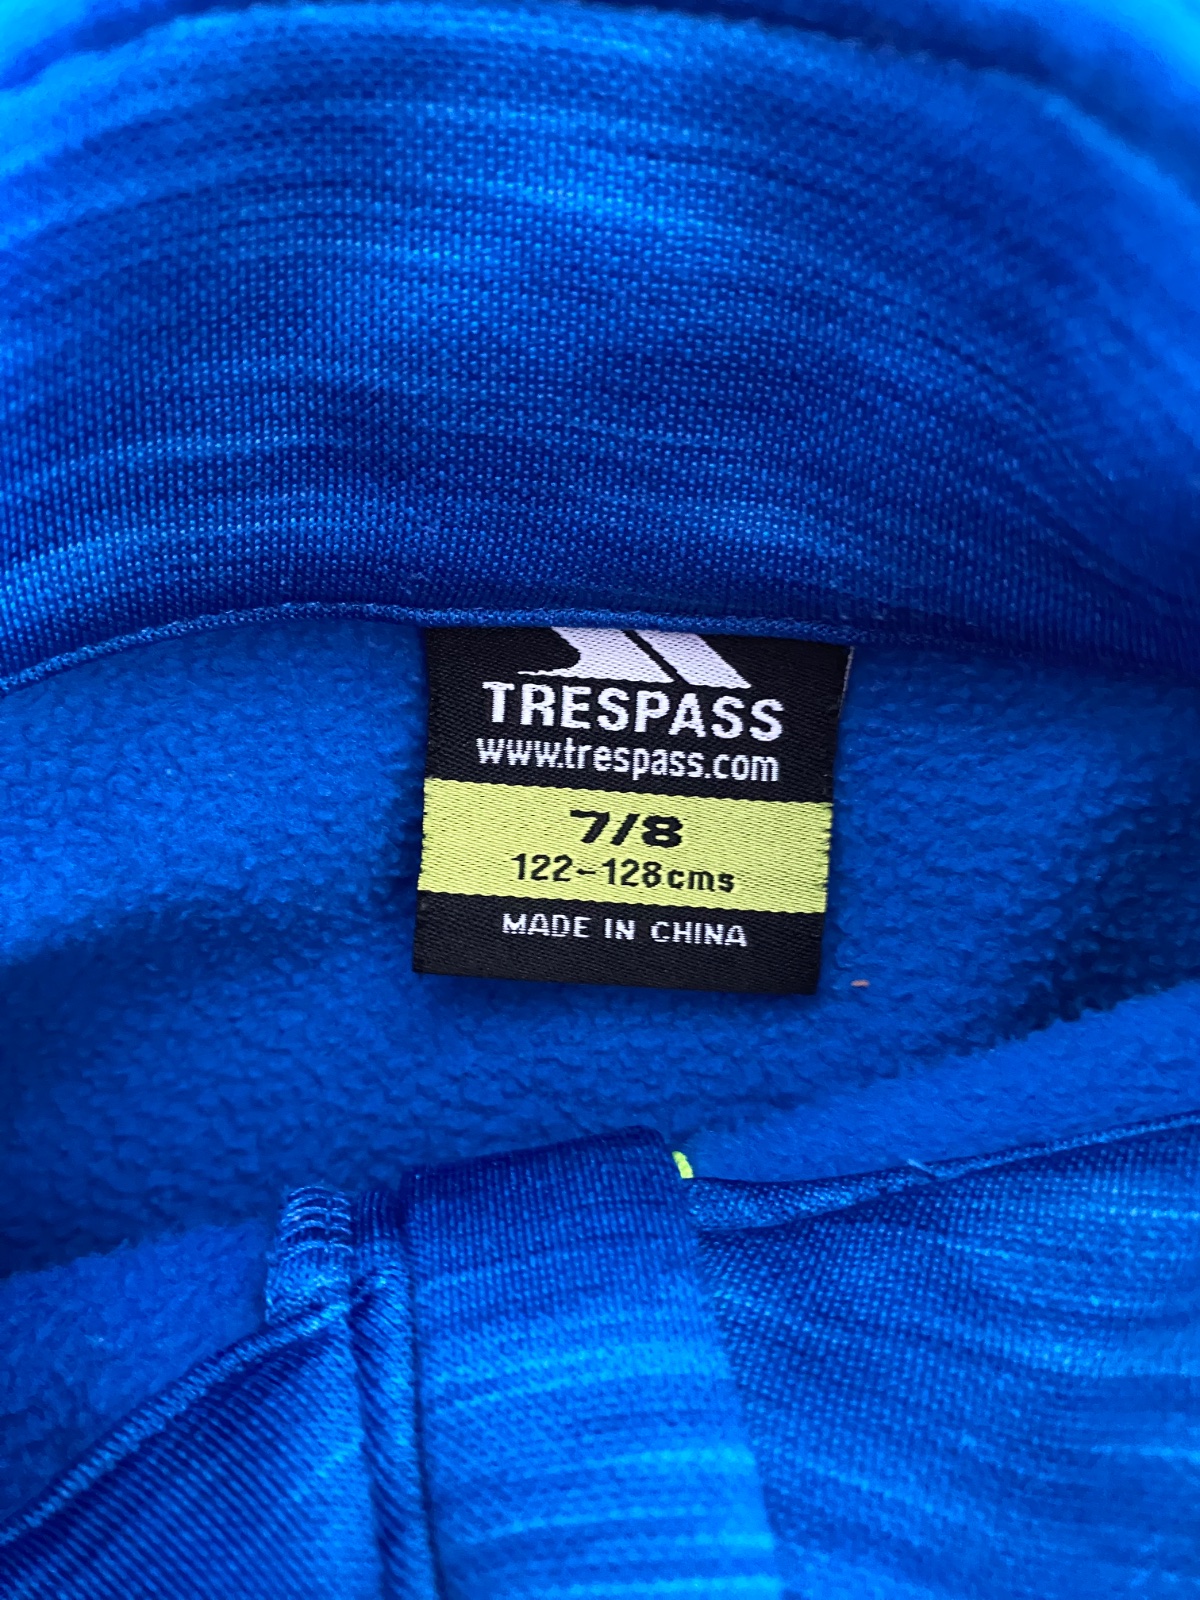 TRESPASS
www.trespass.com
7/8
122-128cms
MADE IN CHINA